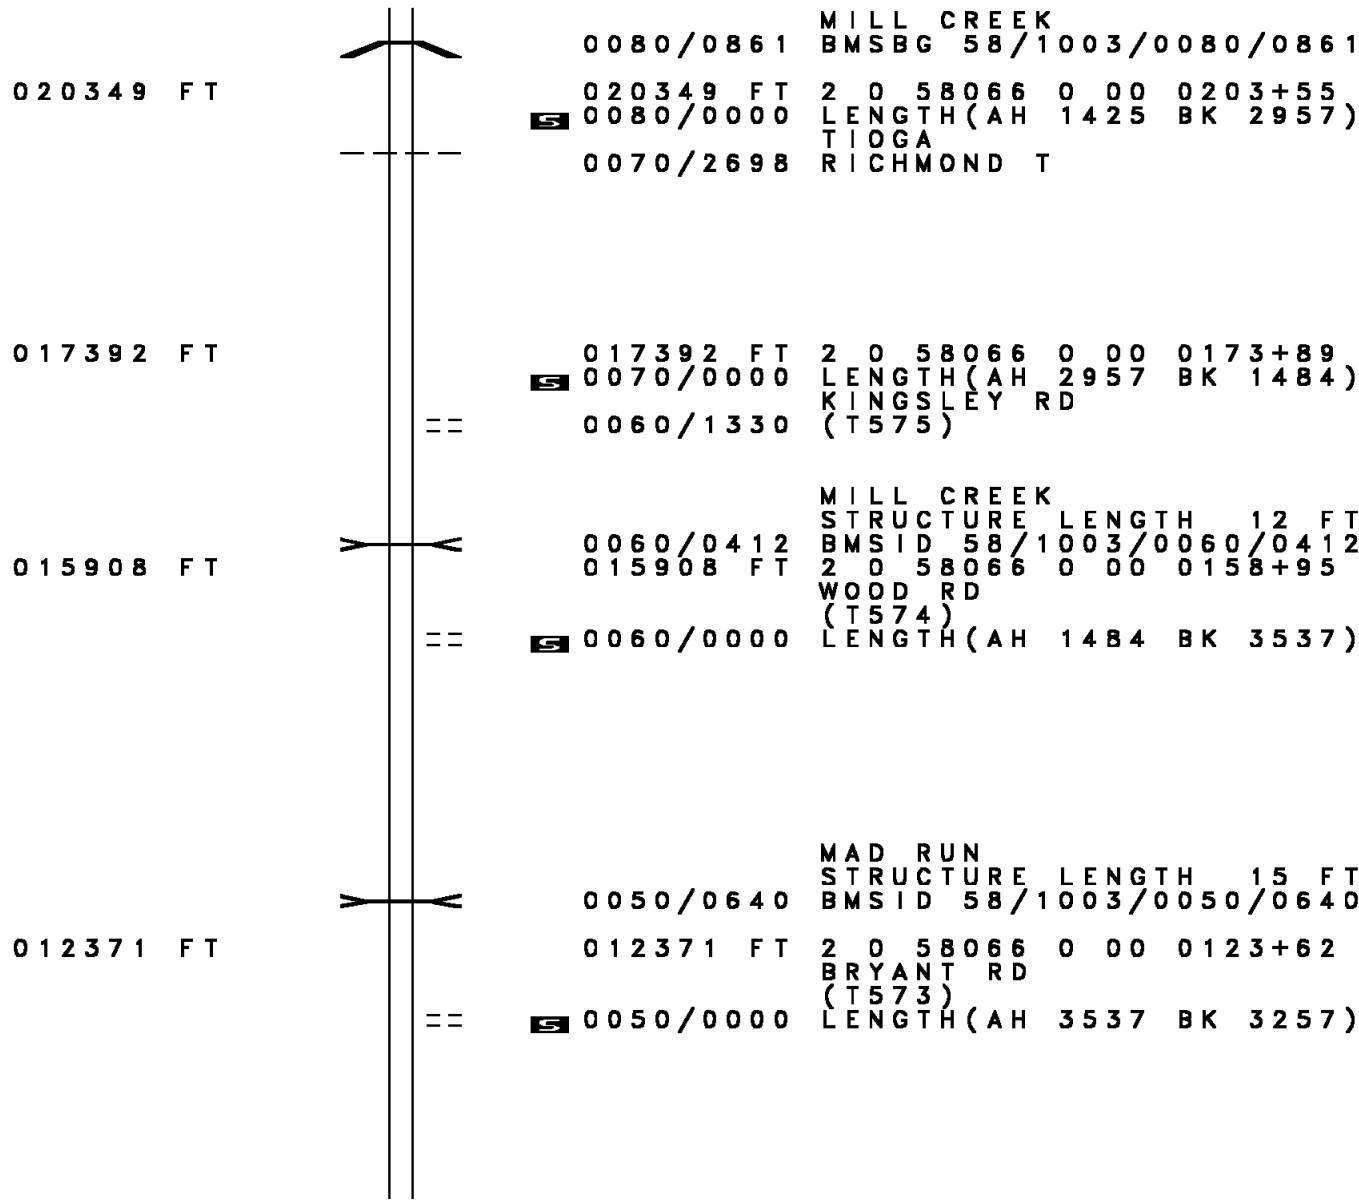 MILL CREEK
0080/0861 BMSBG 58/1003/0080/0861
020349 FT 020349 FT 2 0 58066 0 00 0203+55
S 0080/0000 LENGTH(AH 1425 BK 2957)
TIOGA
0070/2698 RICHMOND T
017392 FT 017392 FT 2 0 58066 0 00 0173+89
S 0070/0000 LENGTH(AH 2957 BK 1484)
KINGSLEY RD
0060/1330 (T575)
MILL CREEK
STRUCTURE LENGTH 12 FT
0060/0412 BMSID 58/1003/0060/0412
015908 FT 015908 FT 2 0 58066 0 00 0158+95
WOOD RD
(T574)
S 0060/0000 LENGTH(AH 1484 BK 3537)
MAD RUN
STRUCTURE LENGTH 15 FT
0050/0640 BMSID 58/1003/0050/0640
012371 FT 012371 FT 2 0 58066 0 00 0123+62
BRYANT RD
(T573)
S 0050/0000 LENGTH(AH 3537 BK 3257)